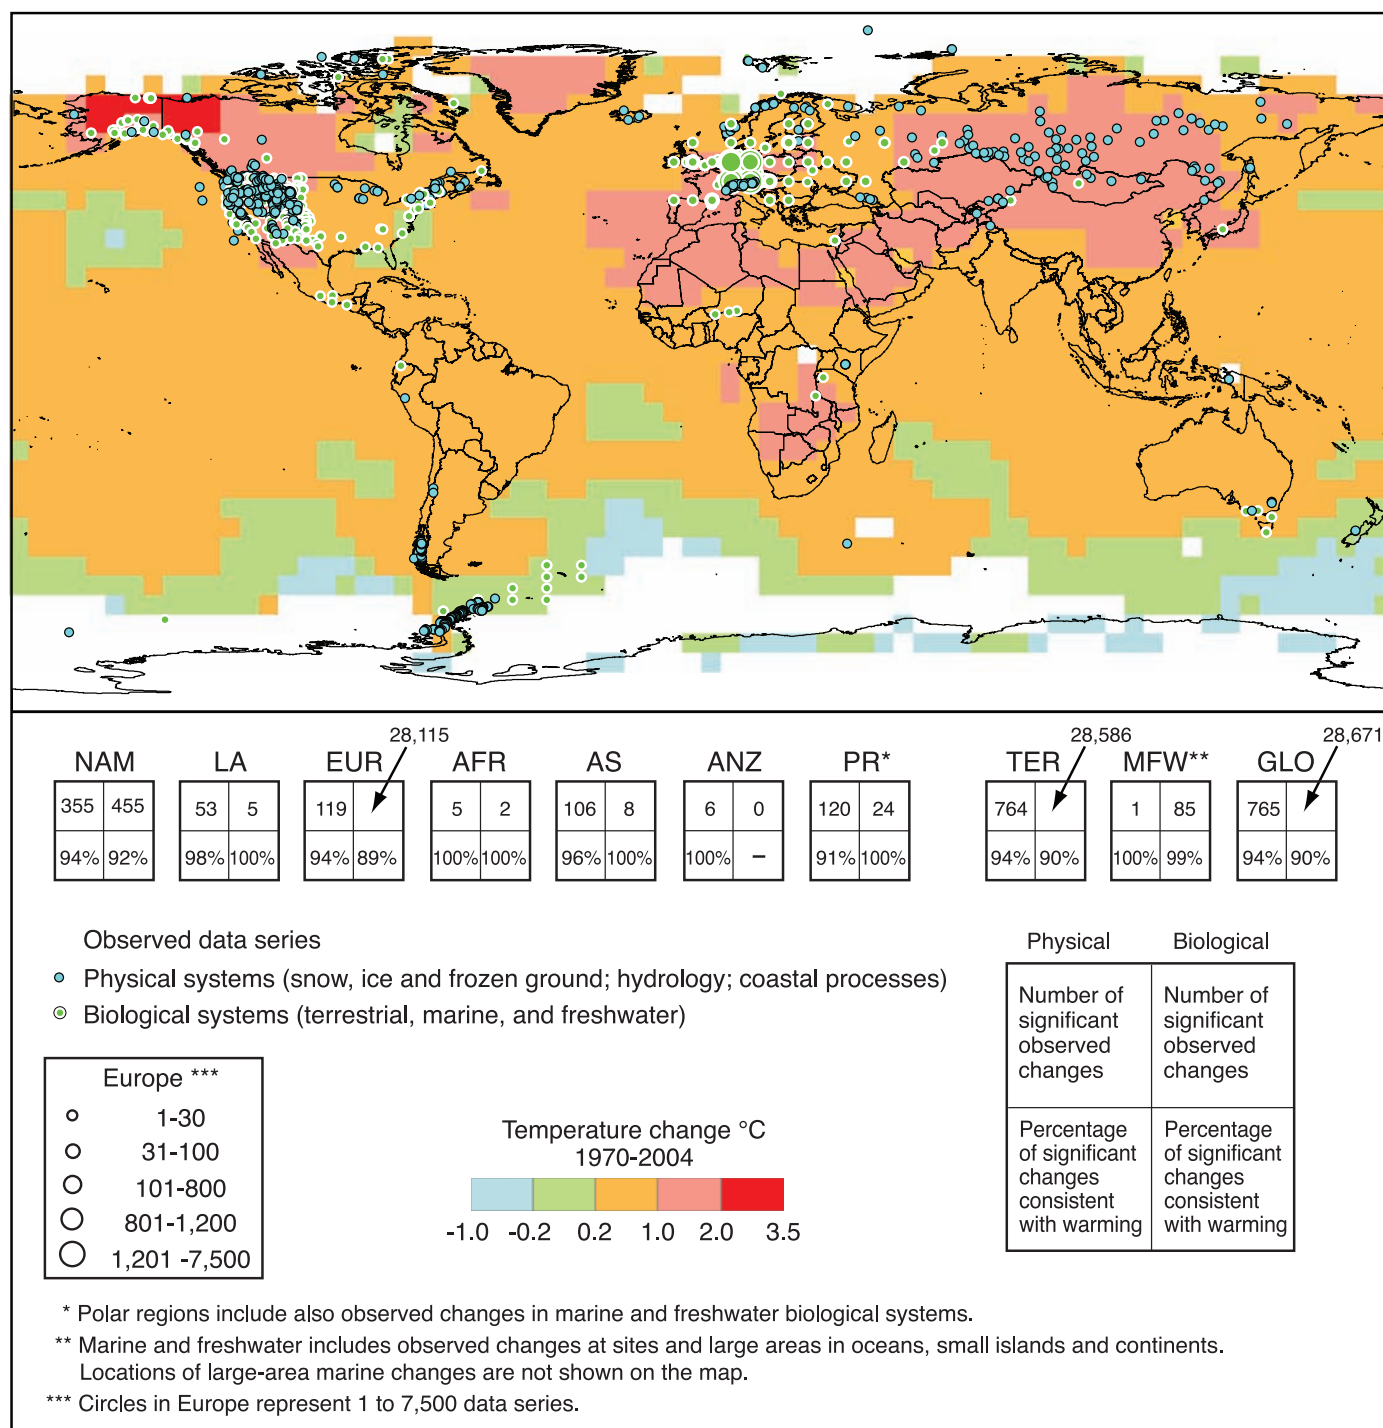 28,115
28,586
28,671
NAM LA EUR AFR AS ANZ PR* TER MFW** GLO
355 455 53 5 119 5 2 106 8 6 0 120 24 764 1 85 765
94% 92% 98% 100% 94% 89% 100% 100% 96% 100% 100% – 91% 100% 94% 90% 100% 99% 94% 90%
Observed data series
Physical systems (snow, ice and frozen ground; hydrology; coastal processes)
Biological systems (terrestrial, marine, and freshwater)
Europe ***
1-30
31-100
101-800
801-1,200
1,201 -7,500
Temperature change °C
1970-2004
-1.0 -0.2 0.2 1.0 2.0 3.5
Physical Biological
Number of
significant
observed
changes
Number of
significant
observed
changes
Percentage
of significant
changes
consistent
with warming
Percentage
of significant
changes
consistent
with warming
* Polar regions include also observed changes in marine and freshwater biological systems.
** Marine and freshwater includes observed changes at sites and large areas in oceans, small islands and continents.
Locations of large-area marine changes are not shown on the map.
*** Circles in Europe represent 1 to 7,500 data series.